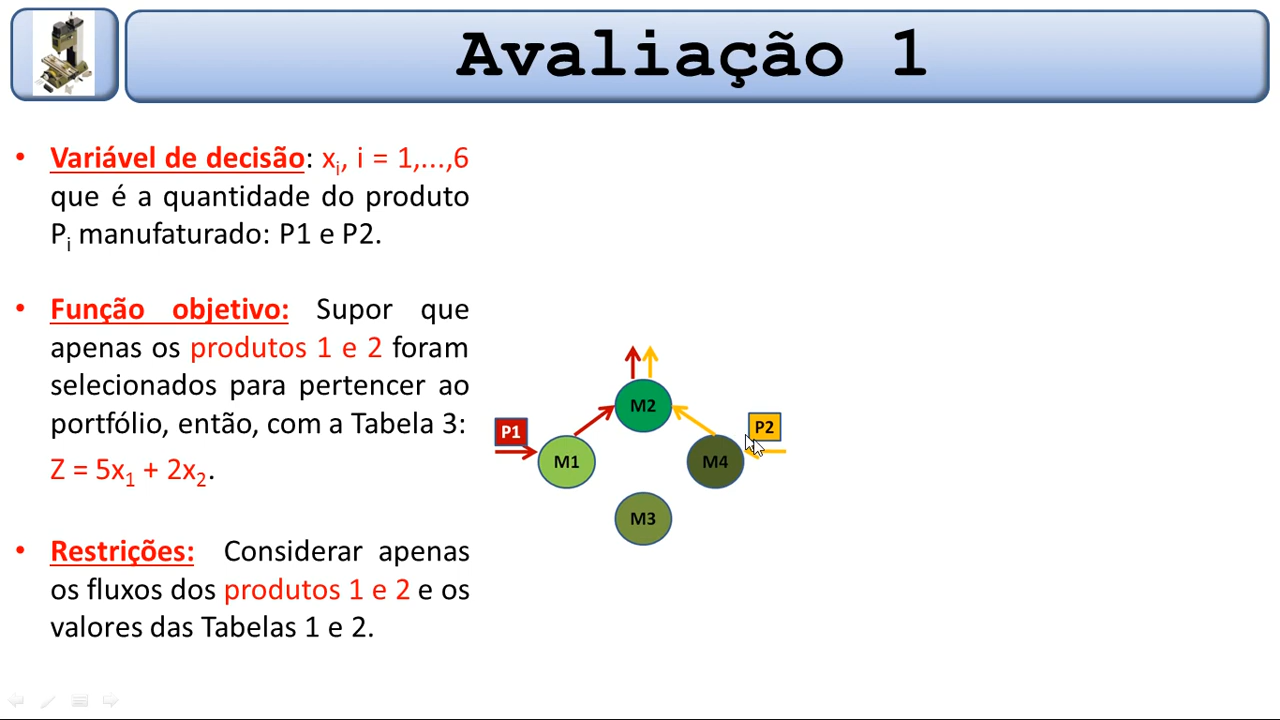 Avaliação 1
• Variável de decisão: xi, i = 1,...,6
que é a quantidade do produto
Pi manufaturado: P1 e P2.
• Função objetivo: Supor que
apenas os produtos 1 e 2 foram
selecionados para pertencer ao
portfólio, então, com a Tabela 3:
Z = 5x1 + 2x2.
• Restrições: Considerar apenas
os fluxos dos produtos 1 e 2 e os
valores das Tabelas 1 e 2.
M2
P1
P2
M1
M4
M3